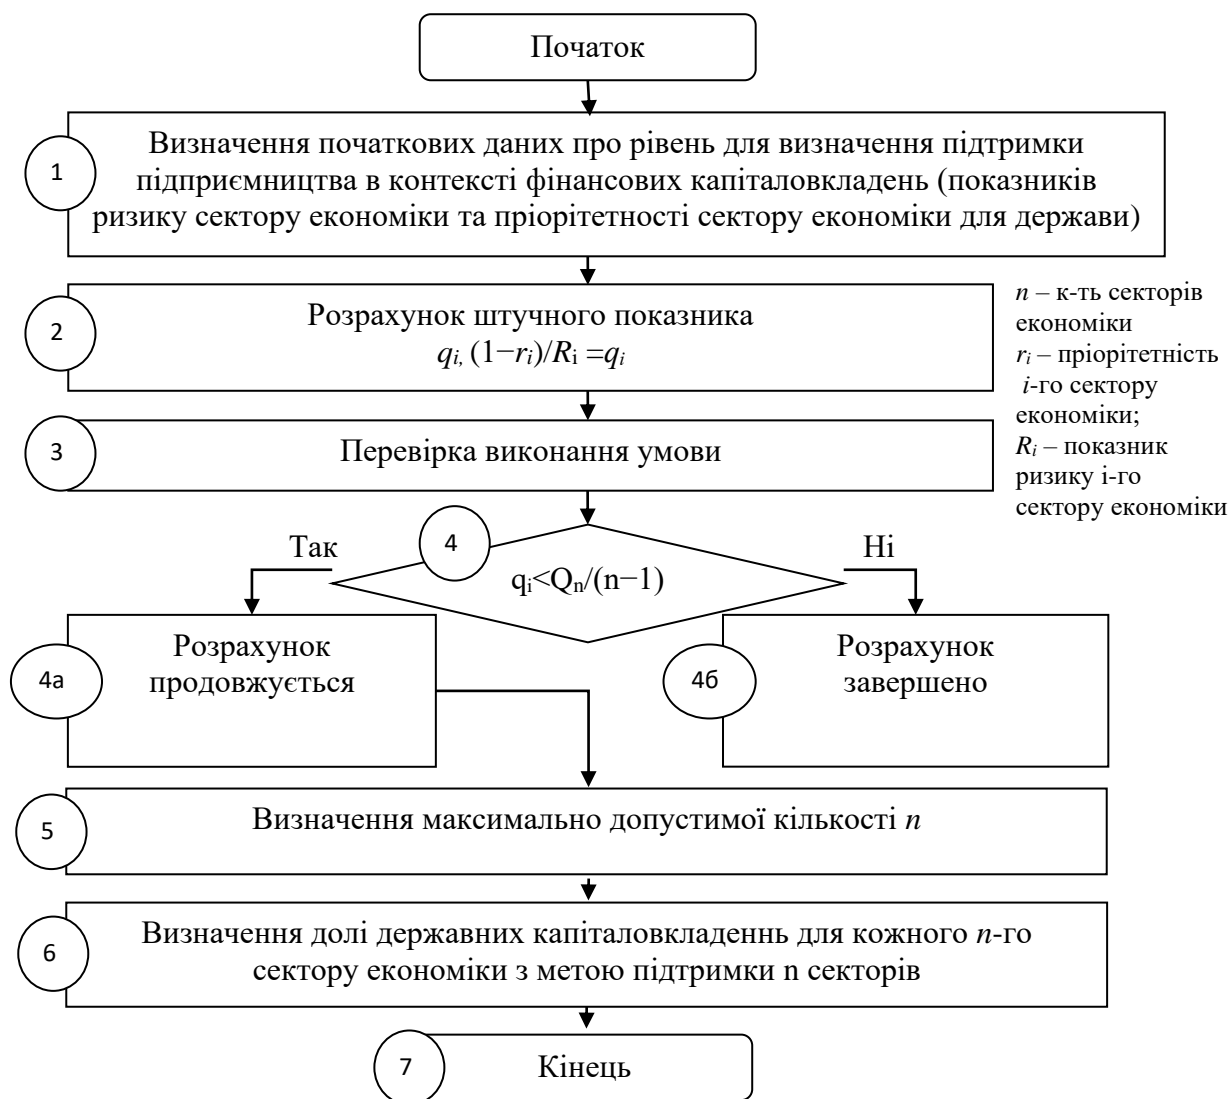 Початок
1
Визначення початкових даних про рівень для визначення підтримки
підприємництва в контексті фінансових капіталовкладень (показників
ризику сектору економіки та пріорітетності сектору економіки для держави)
2
Розрахунок штучного показника
qi, (1−ri)/Ri =qi
n – к-ть секторів
економіки
ri – пріорітетність
i-го сектору
економіки;
Ri – показник
ризику і-го
сектору економіки
3
Перевірка виконання умови
4
Так
Ні
qi<Qn/(n−1)
4а
Розрахунок
продовжується
4б
Розрахунок
завершено
5
Визначення максимально допустимої кількості n
6
Визначення долі державних капіталовкладеннь для кожного n-го
сектору економіки з метою підтримки n секторів
7
Кінець